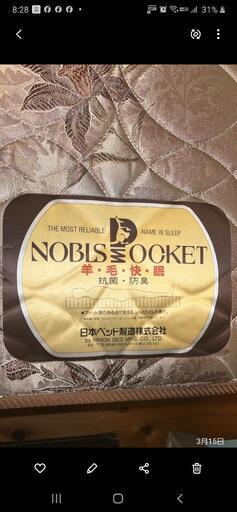 8:28
31%
THE MOST RELIABLE NAME IN SLEEP
NOBLS OCKET
羊・毛・快・眠
抗菌・防臭
日本ベッド製造株式会社
by NIHON BED MFG. CO., LTD.
3月15日